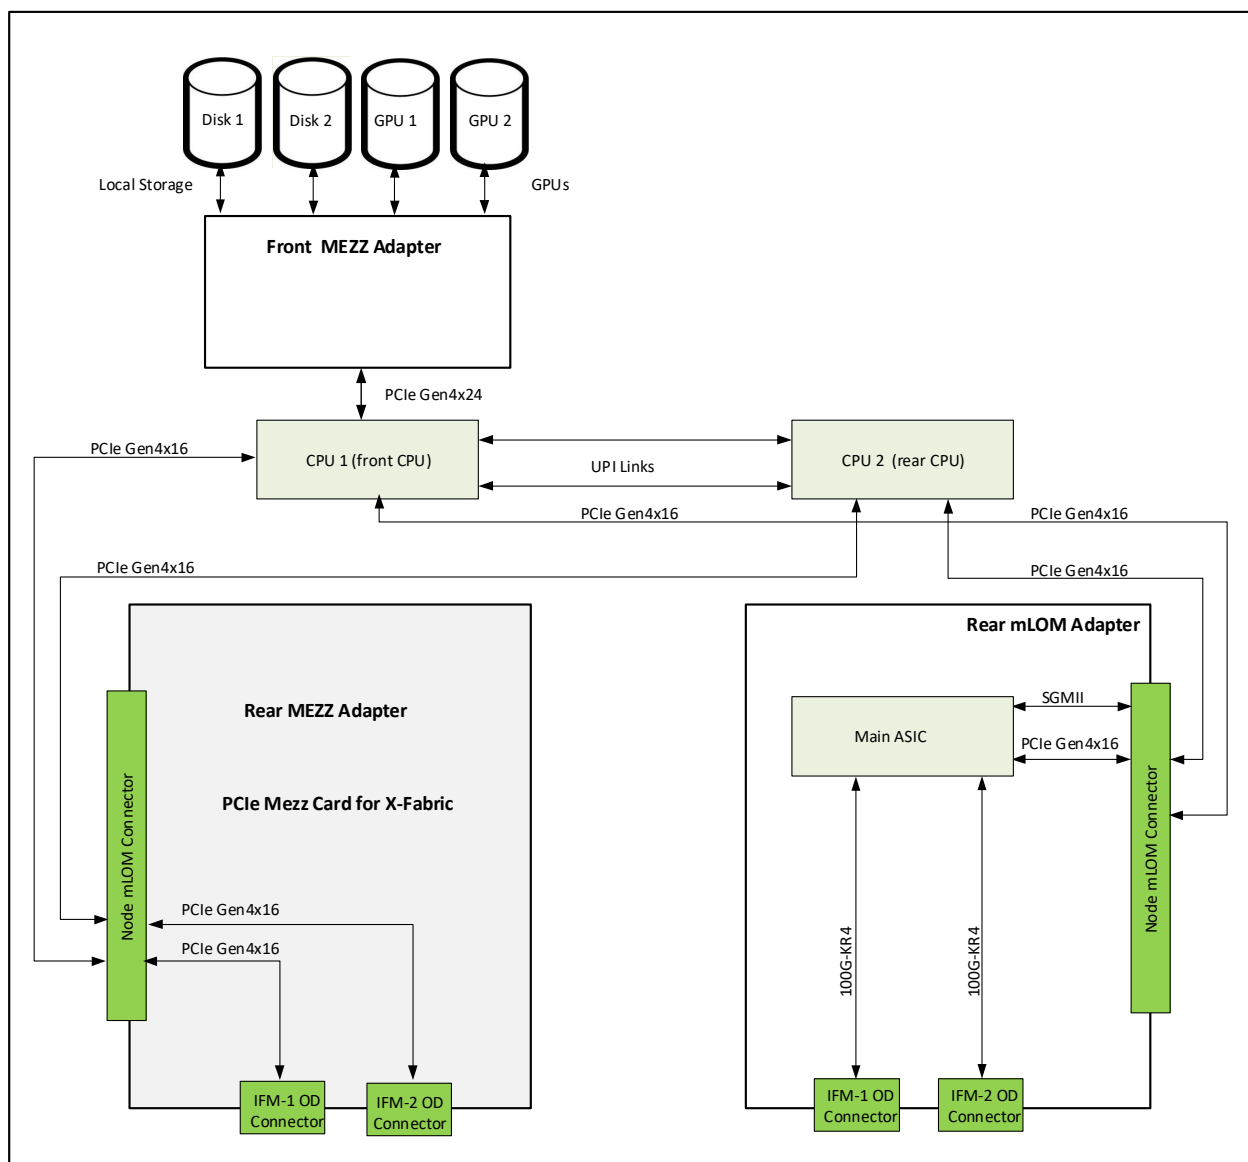 Disk 1
Disk 2
GPU 1
GPU 2
Local Storage
GPUs
Front  MEZZ Adapter
PCIe Gen4x24
PCIe Gen4x16
CPU 1 (front CPU)
UPI Links
CPU 2  (rear CPU)
PCIe Gen4x16
PCIe Gen4x16
PCIe Gen4x16
PCIe Gen4x16
Rear MEZZ Adapter
PCIe Mezz Card for X-Fabric
Node mLOM Connector
PCIe Gen4x16
PCIe Gen4x16
IFM-1 OD
Connector
IFM-2 OD
Connector
Rear mLOM Adapter
Main ASIC
SGMII
PCIe Gen4x16
Node mLOM Connector
100G-KR4
100G-KR4
IFM-1 OD
Connector
IFM-2 OD
Connector